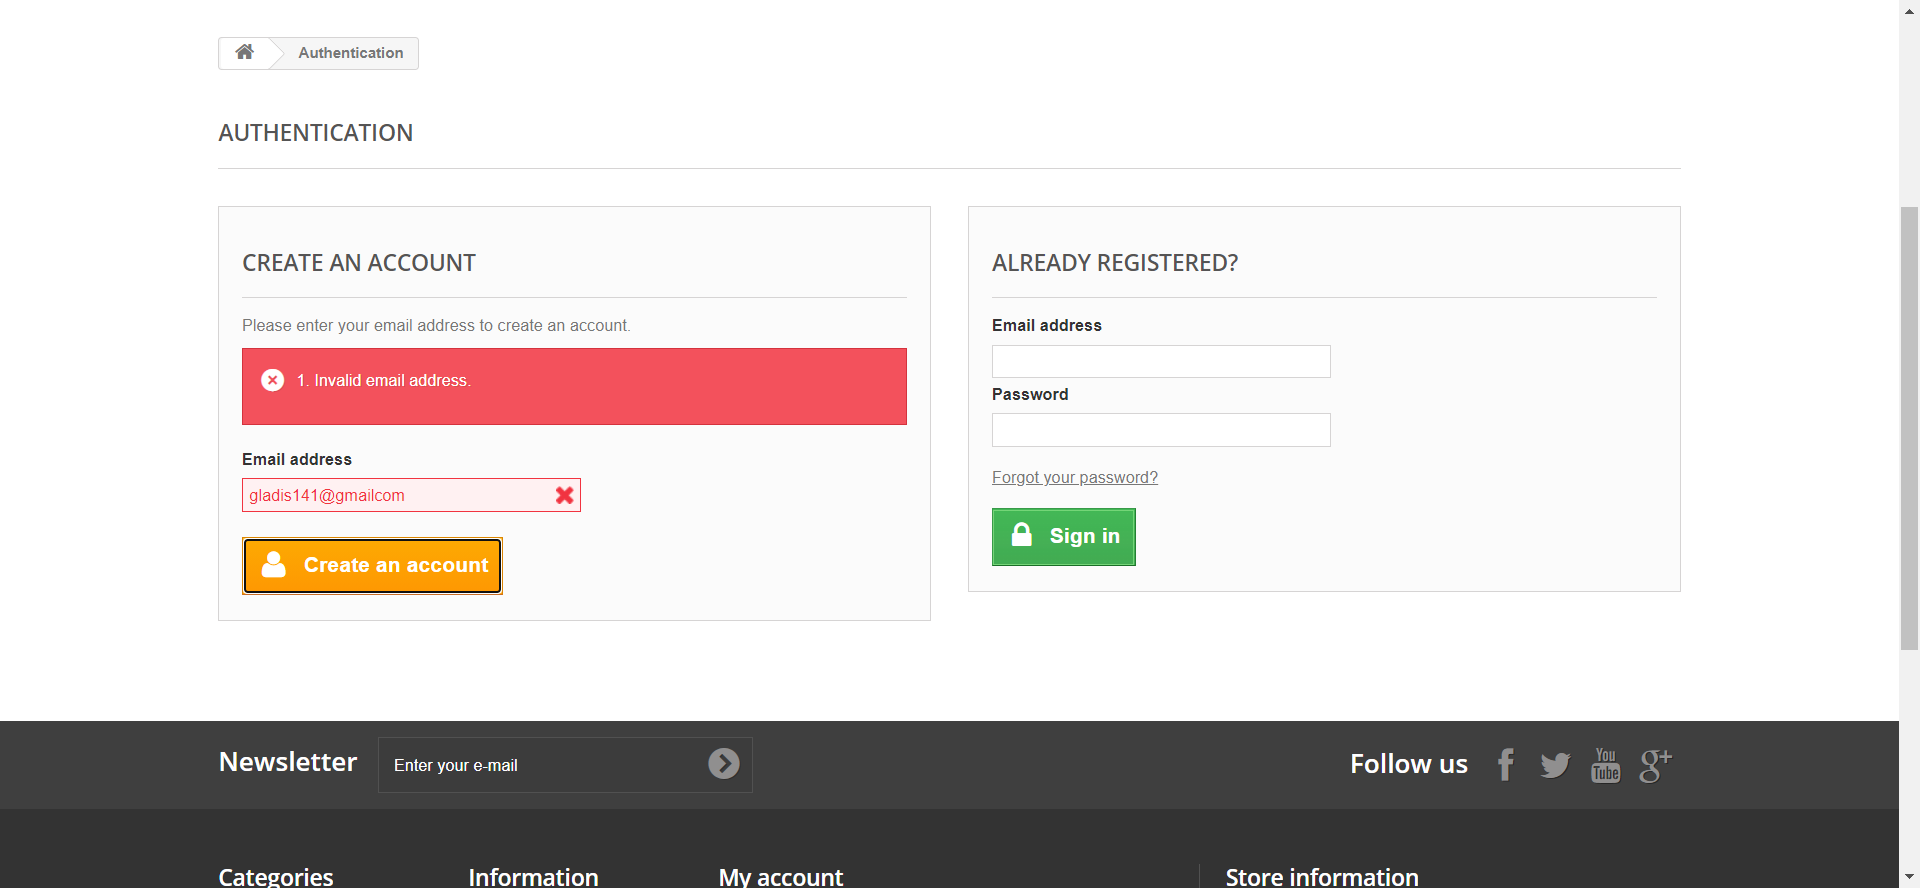 Authentication
AUTHENTICATION
CREATE AN ACCOUNT
Please enter your email address to create an account.
1. Invalid email address.
Email address
gladis141@gmailcom
Create an account
ALREADY REGISTERED?
Email address
Password
Forgot your password?
Sign in
Newsletter
Enter your e-mail
Follow us
You
Tube
g+
Categories
Information
My account
Store information